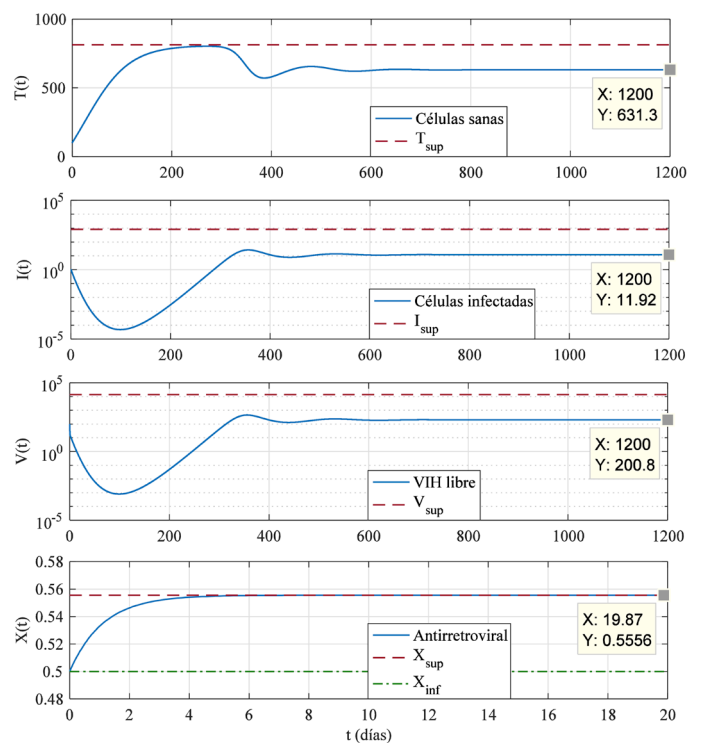 1000
500
0
T(t)
X: 1200
Y: 631.3
Células sanas
T_sup
0 200 400 600 800 1000 1200
10^5
10^0
10^-5
I(t)
X: 1200
Y: 11.92
Células infectadas
I_sup
0 200 400 600 800 1000 1200
10^5
10^0
10^-5
V(t)
X: 1200
Y: 200.8
VIH libre
V_sup
0 200 400 600 800 1000 1200
0.58
0.56
0.54
0.52
0.5
0.48
X(t)
X: 19.87
Y: 0.5556
Antirretroviral
X_sup
X_inf
0 2 4 6 8 10 12 14 16 18 20
t (días)